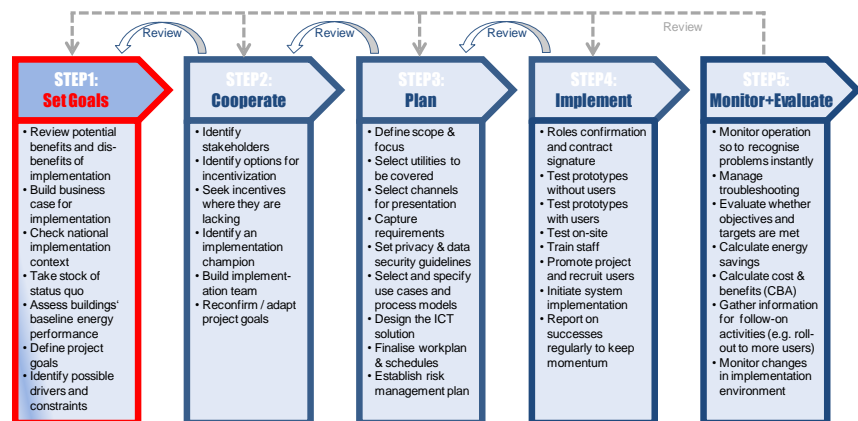 Review
Review
Review
Review
STEP1:
Set Goals
• Review potential
benefits and dis-
benefits of
implementation
• Build business
case for
implementation
• Check national
implementation
context
• Take stock of
status quo
• Assess buildings‘
baseline energy
performance
• Define project
goals
• Identify possible
drivers and
constraints
STEP2:
Cooperate
• Identify
stakeholders
• Identify options for
incentivization
• Seek incentives
where they are
lacking
• Identify an
implementation
champion
• Build implement-
ation team
• Reconfirm / adapt
project goals
STEP3:
Plan
• Define scope &
focus
• Select utilities to
be covered
• Select channels
for presentation
• Capture
requirements
• Set privacy & data
security guidelines
• Select and specify
use cases and
process models
• Design the ICT
solution
• Finalise workplan
& schedules
• Establish risk
management plan
STEP4:
Implement
• Roles confirmation
and contract
signature
• Test prototypes
without users
• Test prototypes
with users
• Test on-site
• Train staff
• Promote project
and recruit users
• Initiate system
implementation
• Report on
successes
regularly to keep
momentum
STEP5:
Monitor+Evaluate
• Monitor operation
so to recognise
problems instantly
• Manage
troubleshooting
• Evaluate whether
objectives and
targets are met
• Calculate energy
savings
• Calculate cost &
benefits (CBA)
• Gather information
for follow-on
activities (e.g. roll-
out to more users)
• Monitor changes
in implementation
environment